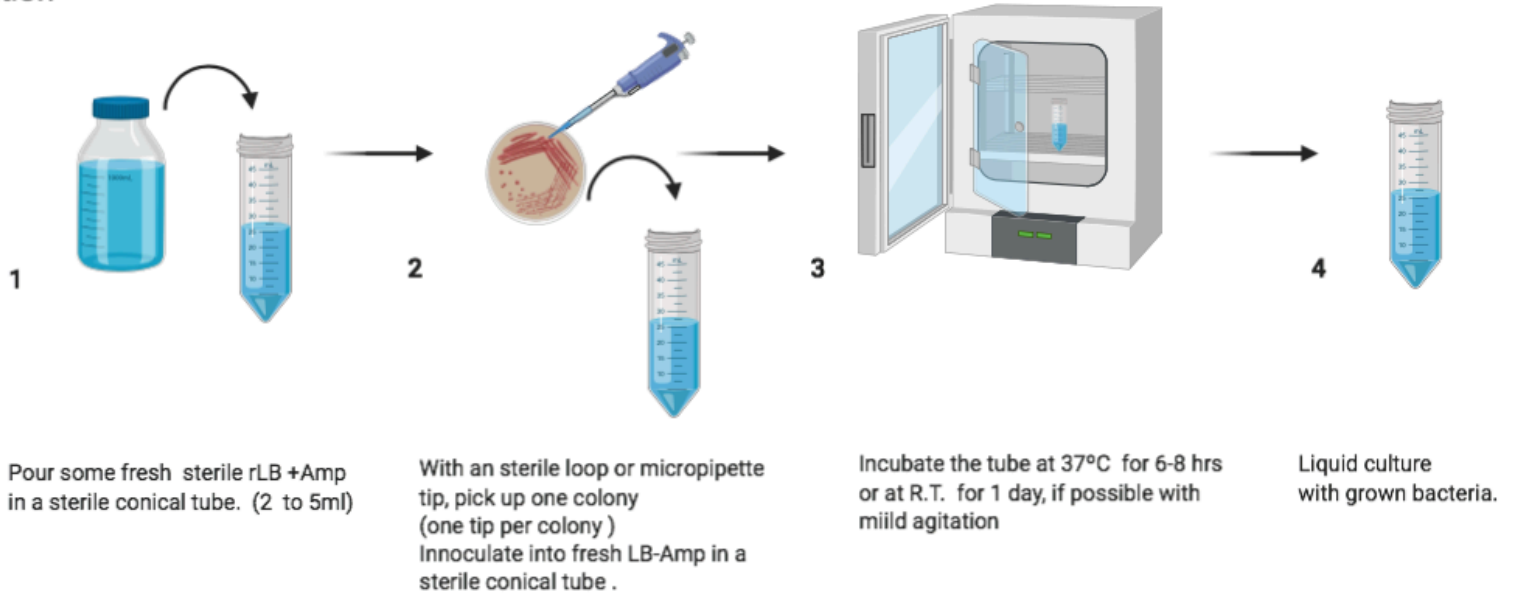 1
Pour some fresh sterile rLB +Amp
in a sterile conical tube. (2 to 5ml)
2
With an sterile loop or micropipette
tip, pick up one colony
(one tip per colony )
Innoculate into fresh LB-Amp in a
sterile conical tube .
3
Incubate the tube at 37ºC for 6-8 hrs
or at R.T. for 1 day, if possible with
miild agitation
4
Liquid culture
with grown bacteria.